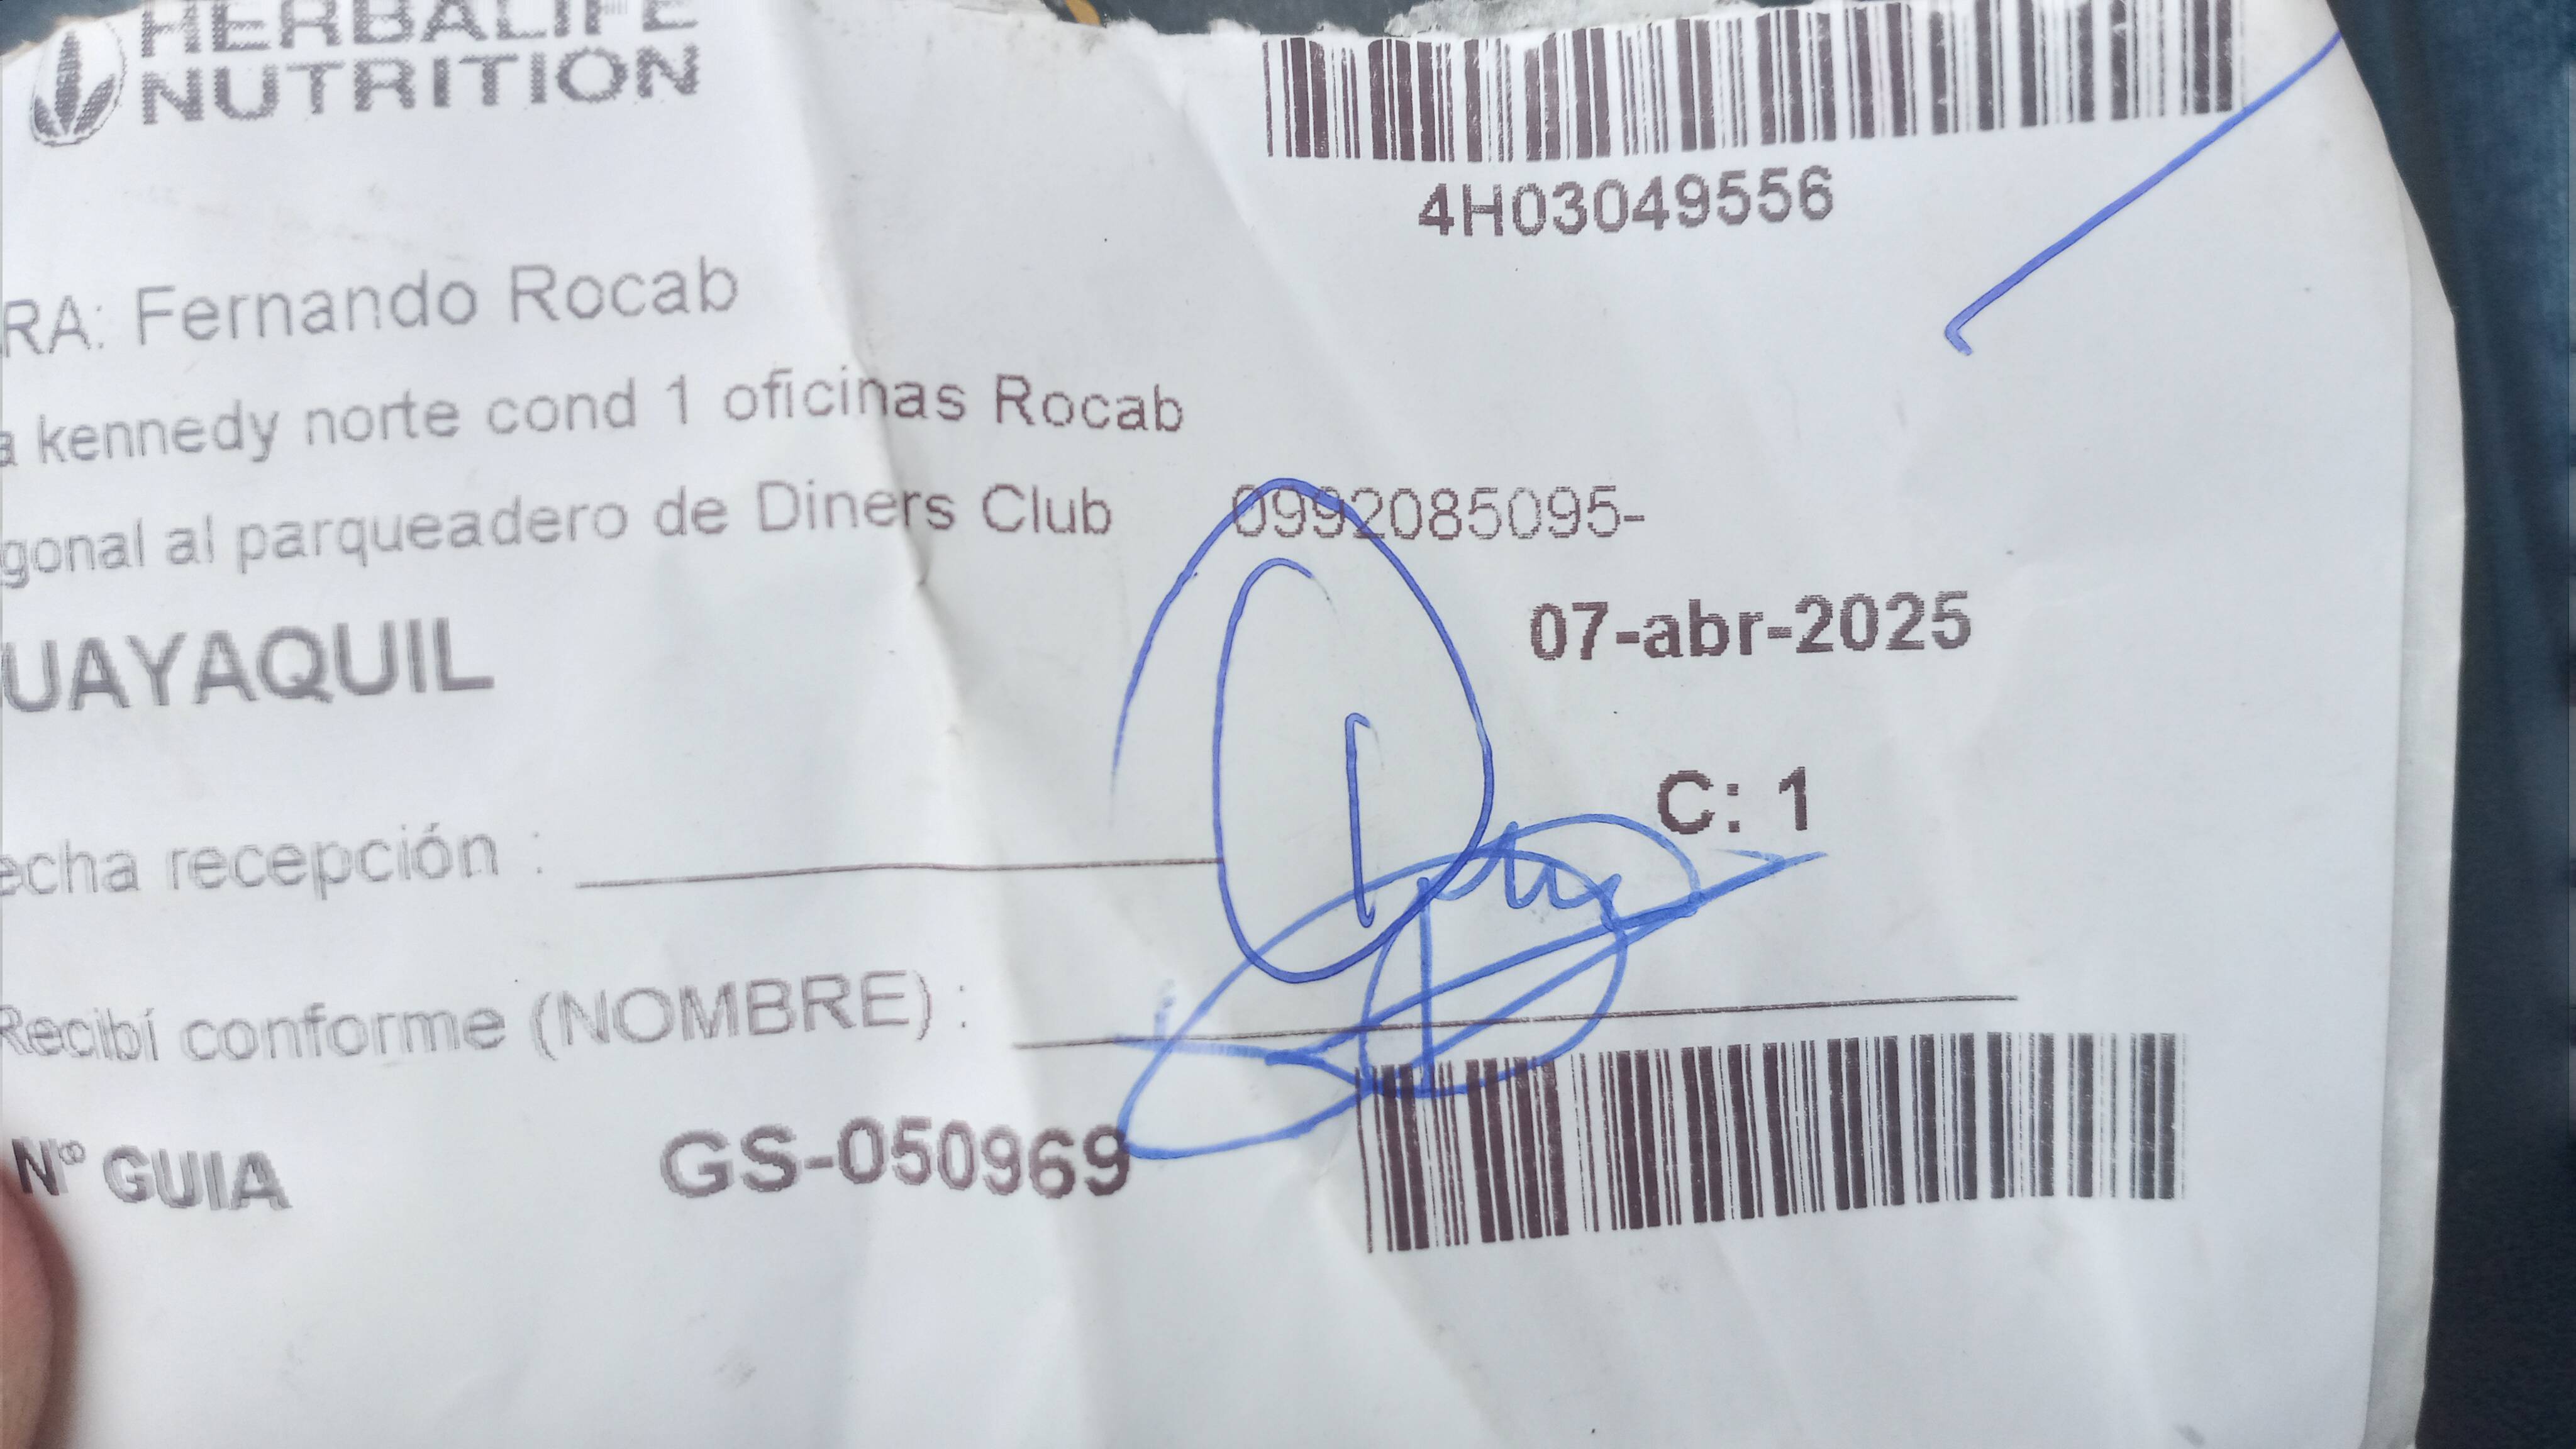 HERBALIFE
NUTRITION
4H03049556
RA: Fernando Rocab
a kennedy norte cond 1 oficinas Rocab
gonal al parqueadero de Diners Club 0992085095-
07-abr-2025
UAYAQUIL
C: 1
echa recepción :
Recibí conforme (NOMBRE) :
Nº GUIA GS-050969